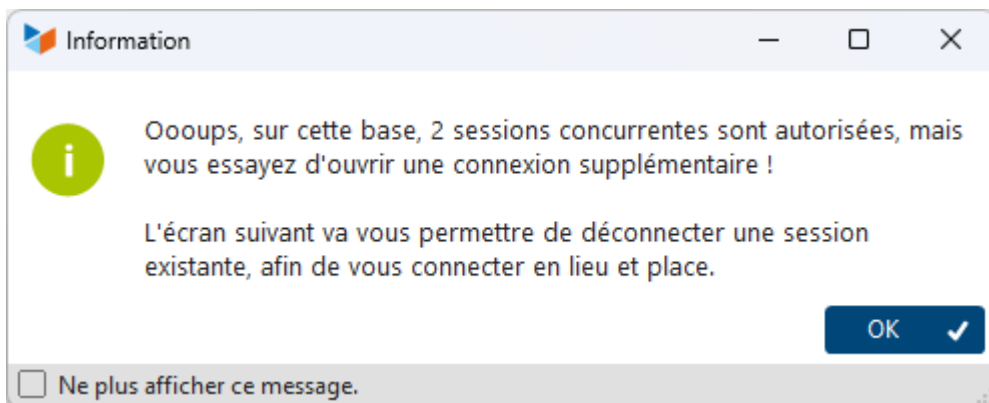 Information
Oooups, sur cette base, 2 sessions concurrentes sont autorisées, mais
vous essayez d'ouvrir une connexion supplémentaire !
L'écran suivant va vous permettre de déconnecter une session
existante, afin de vous connecter en lieu et place.
OK
Ne plus afficher ce message.